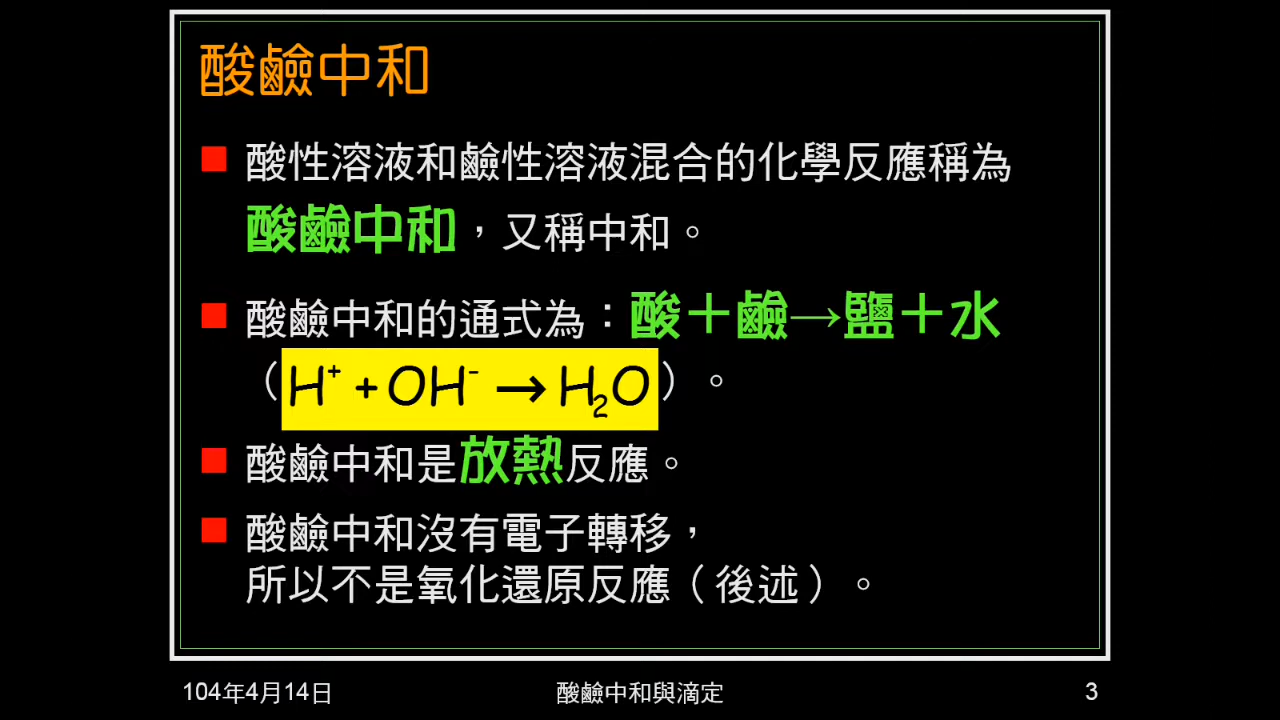 酸鹼中和
酸性溶液和鹼性溶液混合的化學反應稱為
酸鹼中和，又稱中和。
酸鹼中和的通式為：酸＋鹼→鹽＋水
（H⁺ + OH⁻ → H₂O）。
酸鹼中和是放熱反應。
酸鹼中和沒有電子轉移，
所以不是氧化還原反應（後述）。
104年4月14日 酸鹼中和與滴定 3